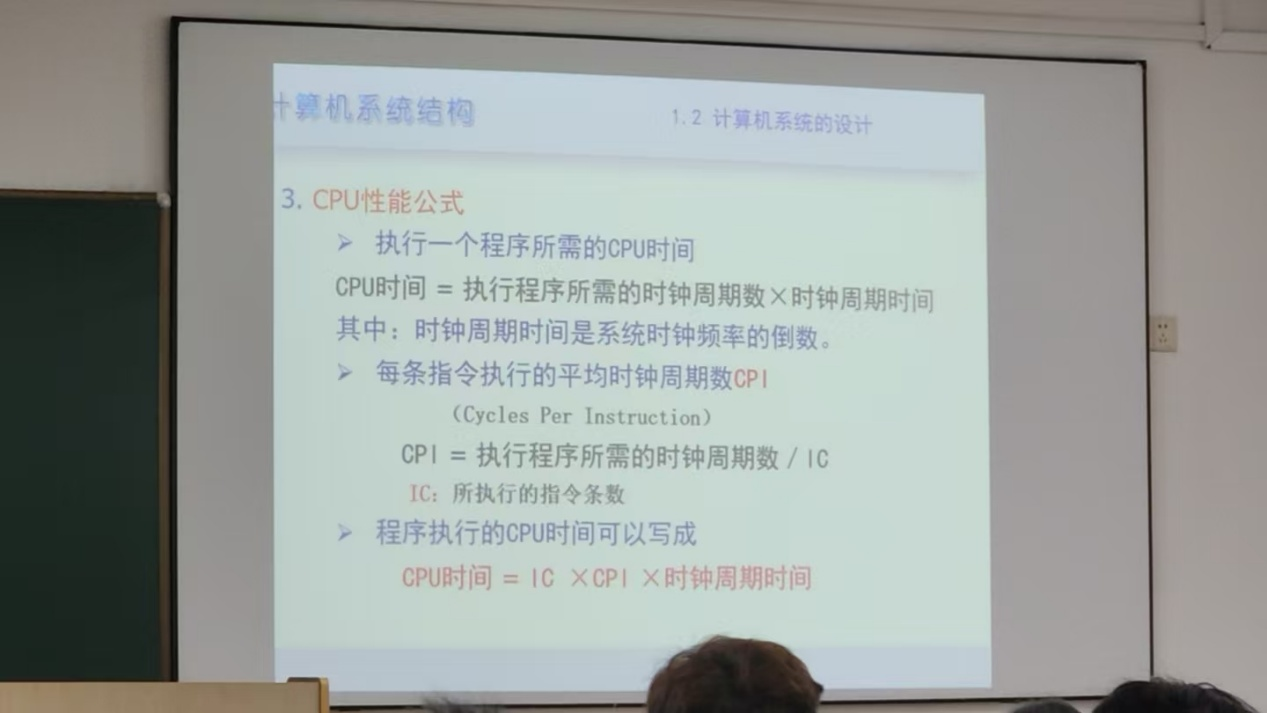 计算机系统结构
1.2 计算机系统的设计
3. CPU性能公式
➢ 执行一个程序所需的CPU时间
CPU时间 = 执行程序所需的时钟周期数×时钟周期时间
其中：时钟周期时间是系统时钟频率的倒数。
➢ 每条指令执行的平均时钟周期数CPI
（Cycles Per Instruction）
CPI = 执行程序所需的时钟周期数 / IC
IC：所执行的指令条数
➢ 程序执行的CPU时间可以写成
CPU时间 = IC ×CPI ×时钟周期时间